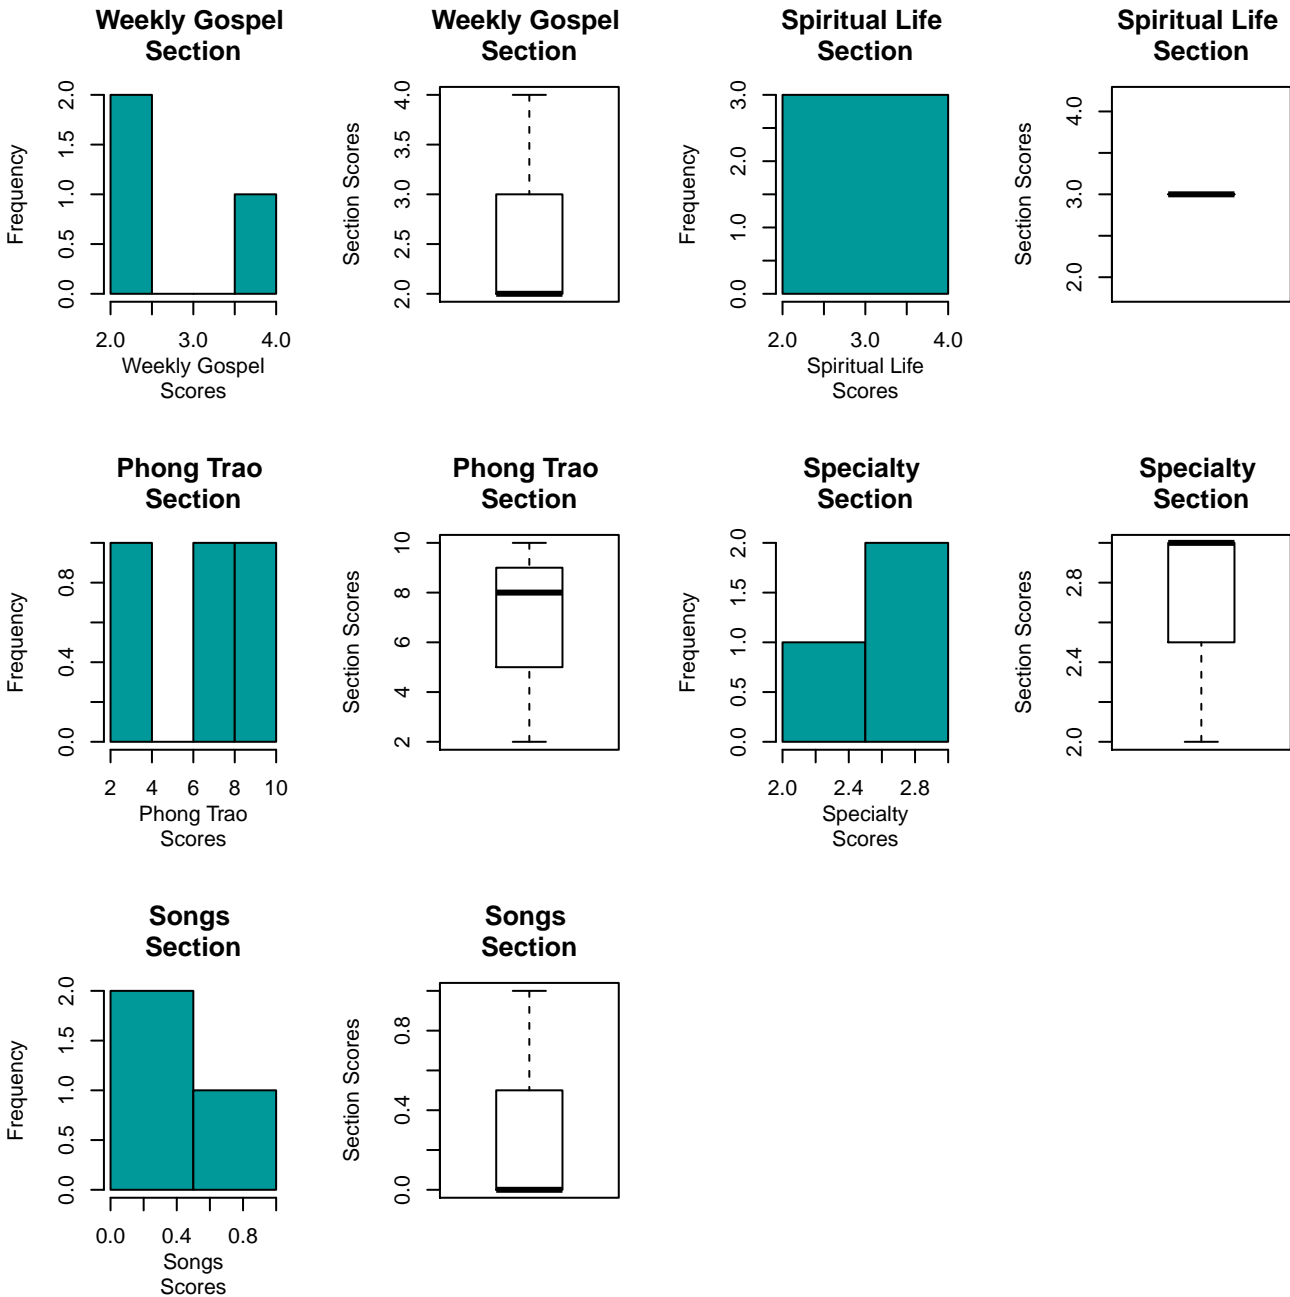 Weekly Gospel
Section
Frequency
0.0 0.5 1.0 1.5 2.0
2.0 3.0 4.0
Weekly Gospel
Scores
Weekly Gospel
Section
Section Scores
2.0 2.5 3.0 3.5 4.0
Spiritual Life
Section
Frequency
0.0 1.0 2.0 3.0
2.0 3.0 4.0
Spiritual Life
Scores
Spiritual Life
Section
Section Scores
2.0 3.0 4.0
Phong Trao
Section
Frequency
0.0 0.4 0.8
2 4 6 8 10
Phong Trao
Scores
Phong Trao
Section
Section Scores
2 4 6 8 10
Specialty
Section
Frequency
0.0 0.5 1.0 1.5 2.0
2.0 2.4 2.8
Specialty
Scores
Specialty
Section
Section Scores
2.0 2.4 2.8
Songs
Section
Frequency
0.0 0.5 1.0 1.5 2.0
0.0 0.4 0.8
Songs
Scores
Songs
Section
Section Scores
0.0 0.4 0.8